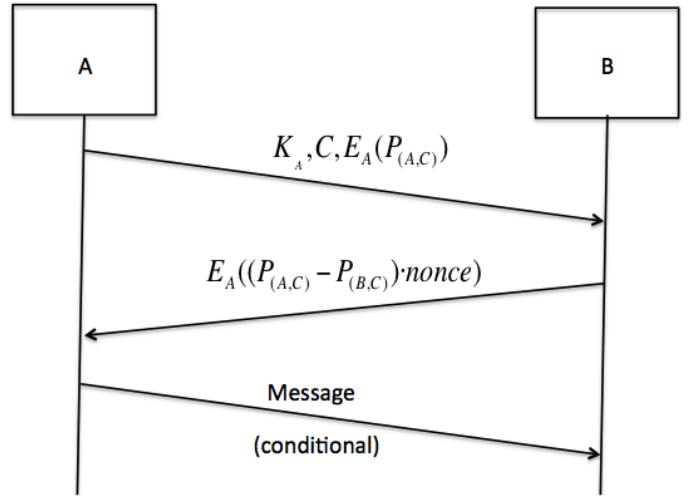 A
B
K_A, C, E_A(P_(A,C))
E_A((P_(A,C) − P_(B,C))·nonce)
Message
(conditional)